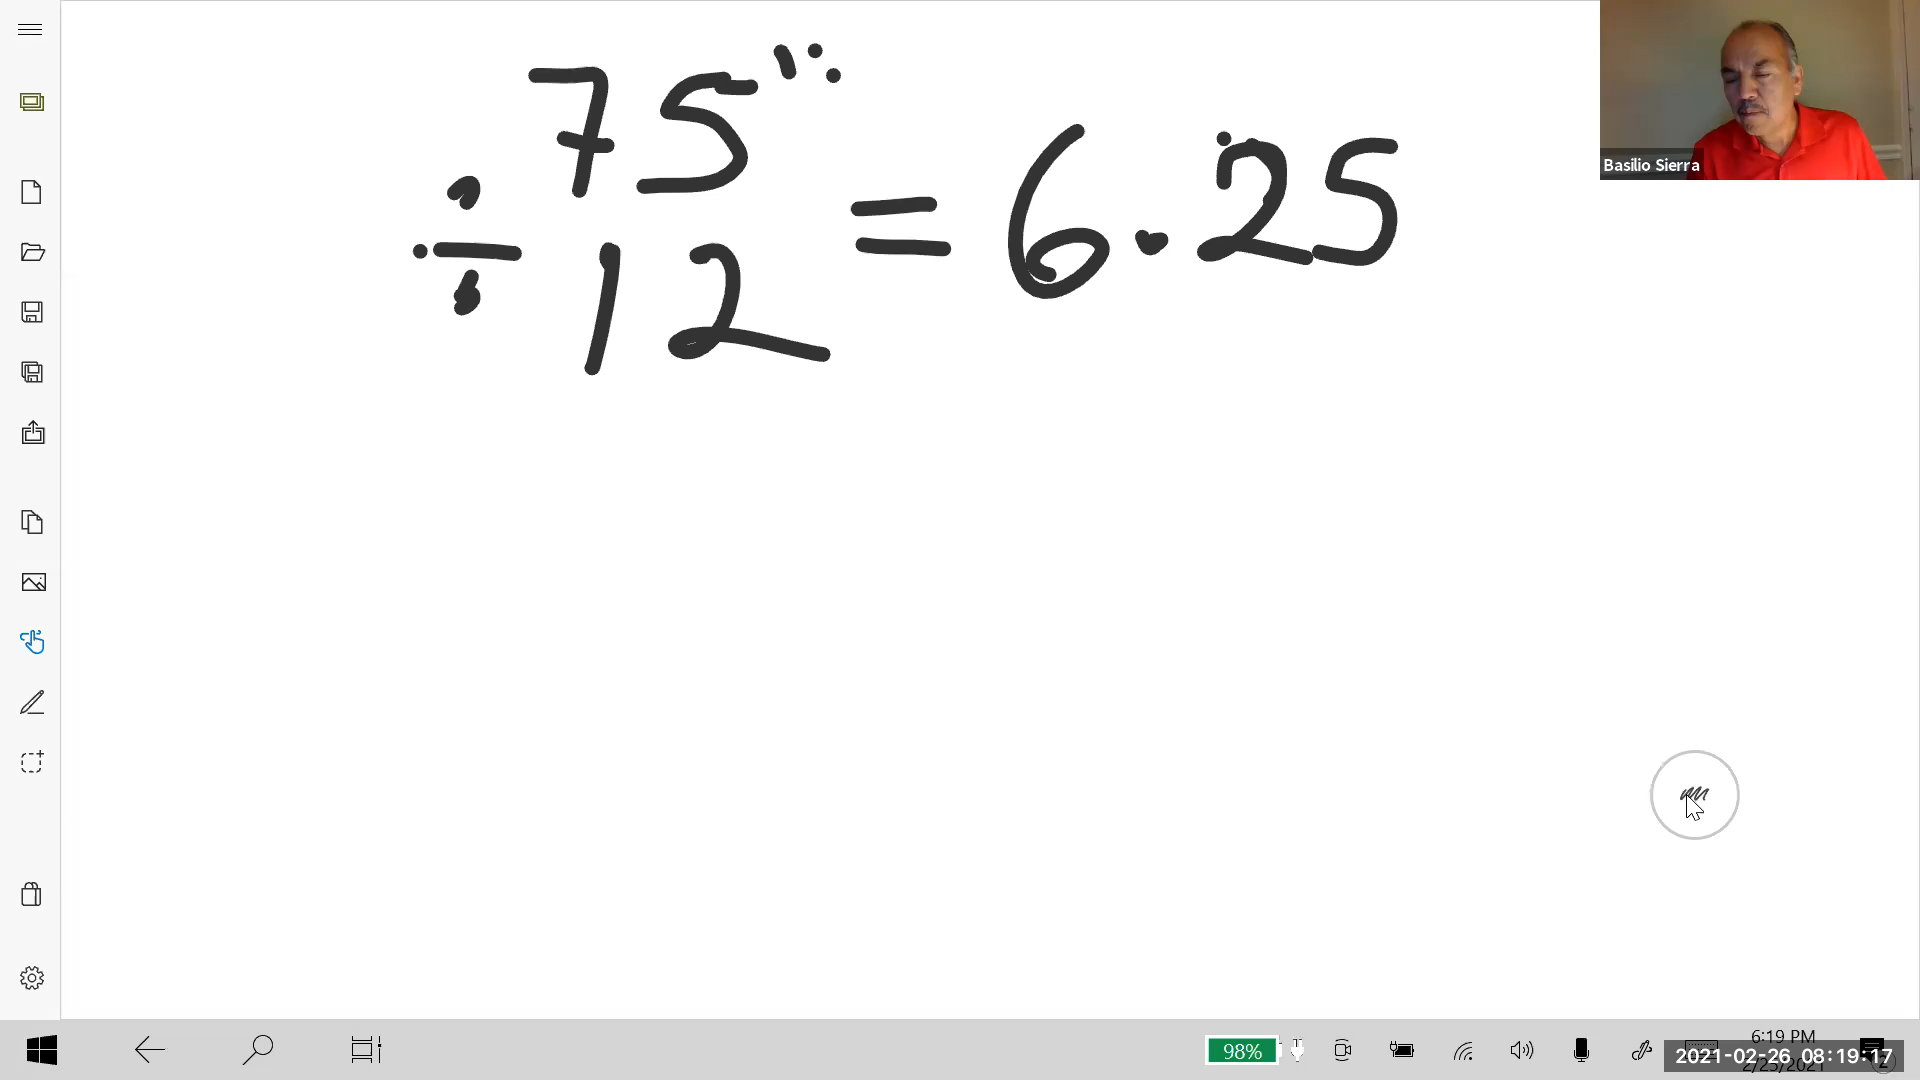 75"
÷ 12 = 6.25
Basilio Sierra
98%
6:19 PM
2021-02-26 08:19:17